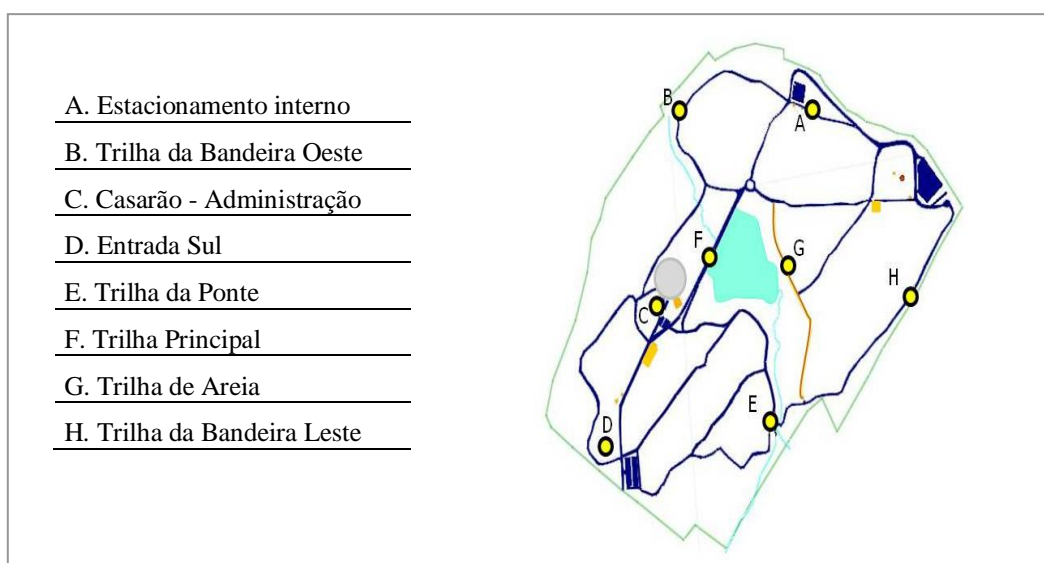 A. Estacionamento interno
B. Trilha da Bandeira Oeste
C. Casarão - Administração
D. Entrada Sul
E. Trilha da Ponte
F. Trilha Principal
G. Trilha de Areia
H. Trilha da Bandeira Leste
B
A
F
G
H
C
E
D